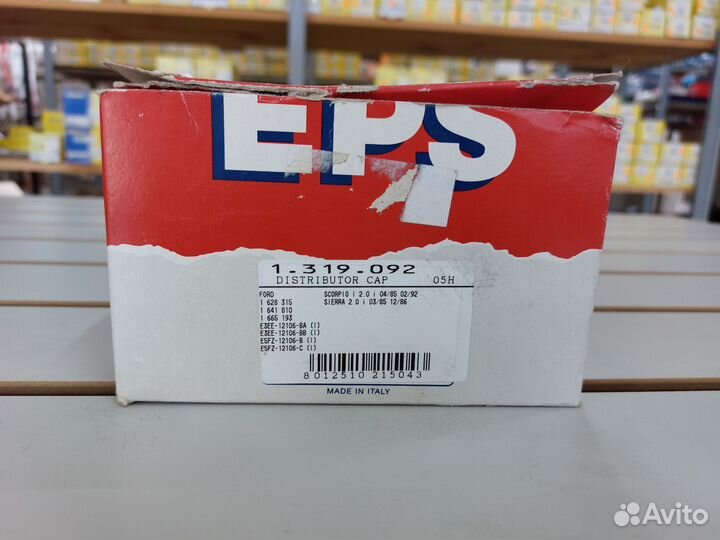 EPS
1.319.092
DISTRIBUTOR CAP 05H
FORD SCORPIO I 2.0 i 04/85 02/92
1 628 315 SIERRA 2.0 i 03/85 12/86
1 641 810
1 665 193
E3EE-12106-BA (I)
E3EE-12106-BB (I)
E5FZ-12106-B (I)
E5FZ-12106-C (I)
8 012510 215043
MADE IN ITALY
Avito